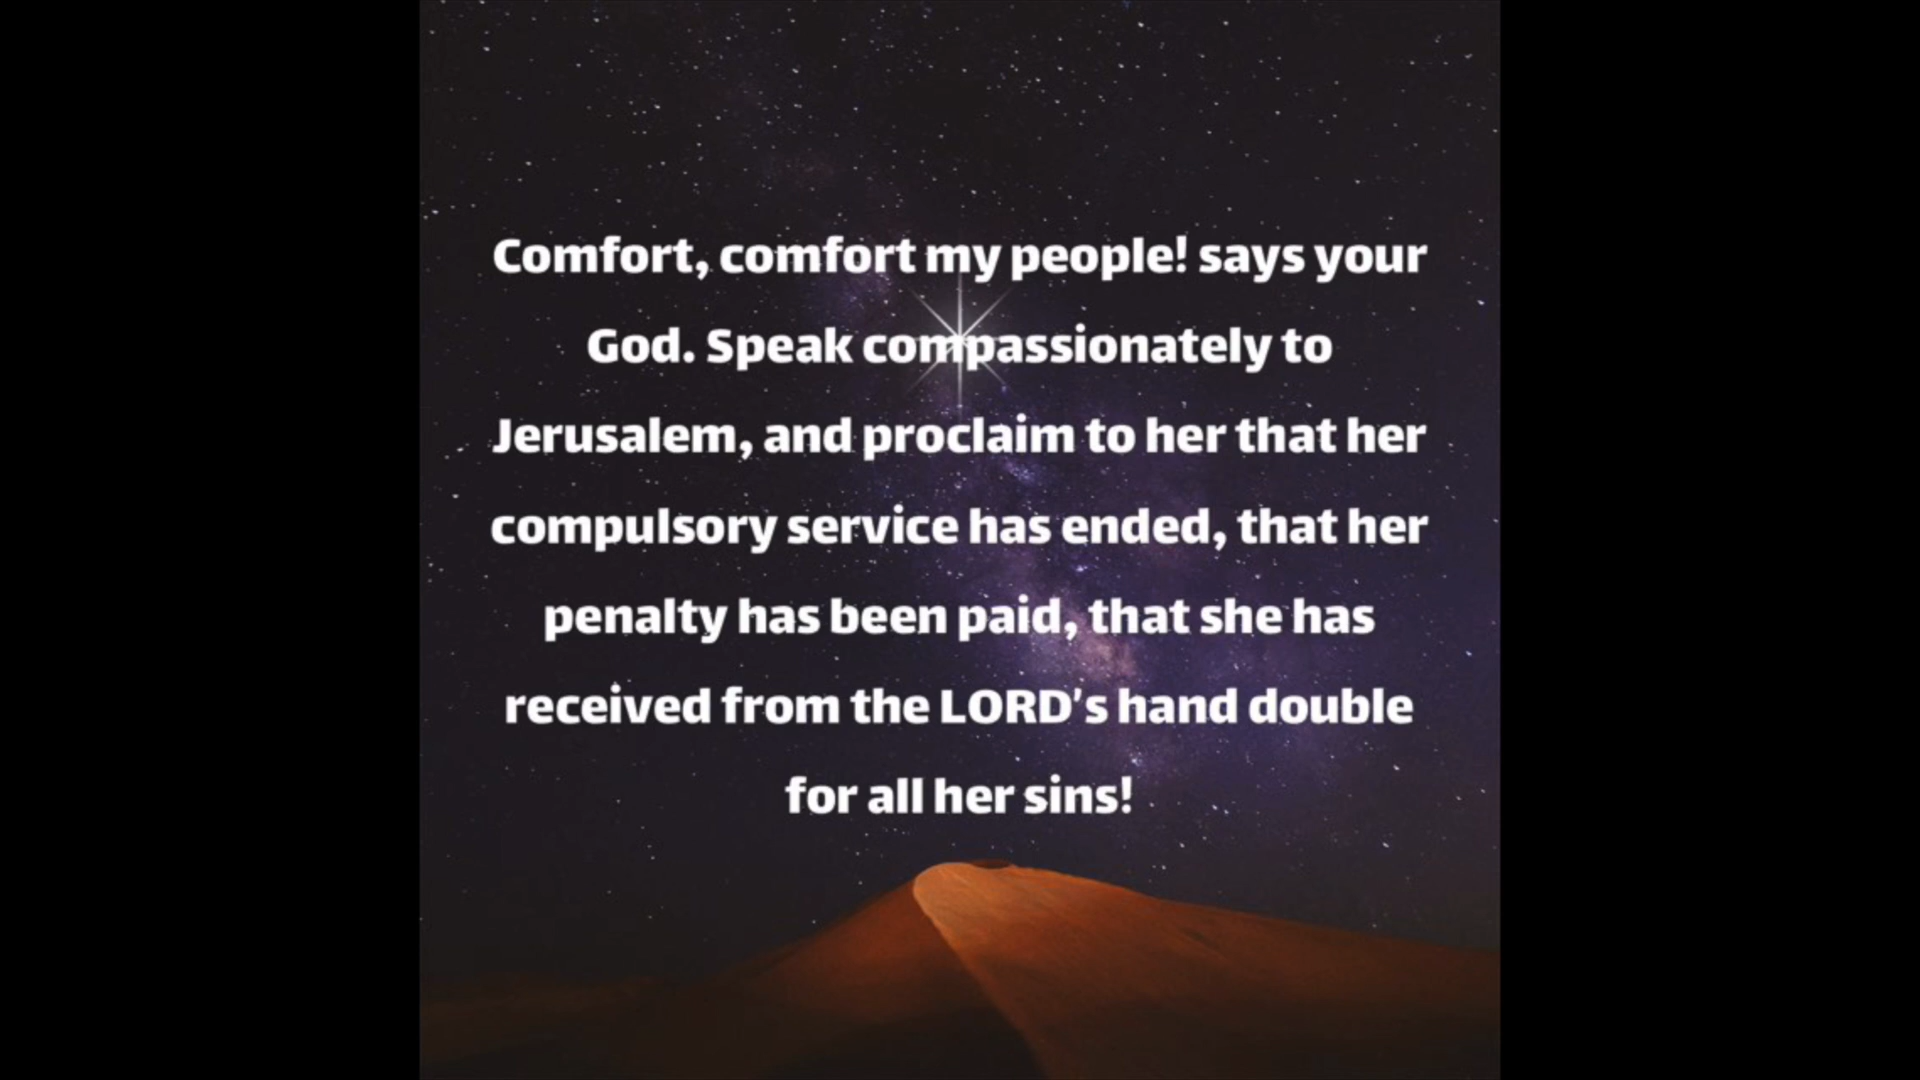 Comfort, comfort my people! says your
God. Speak compassionately to
Jerusalem, and proclaim to her that her
compulsory service has ended, that her
penalty has been paid, that she has
received from the LORD's hand double
for all her sins!